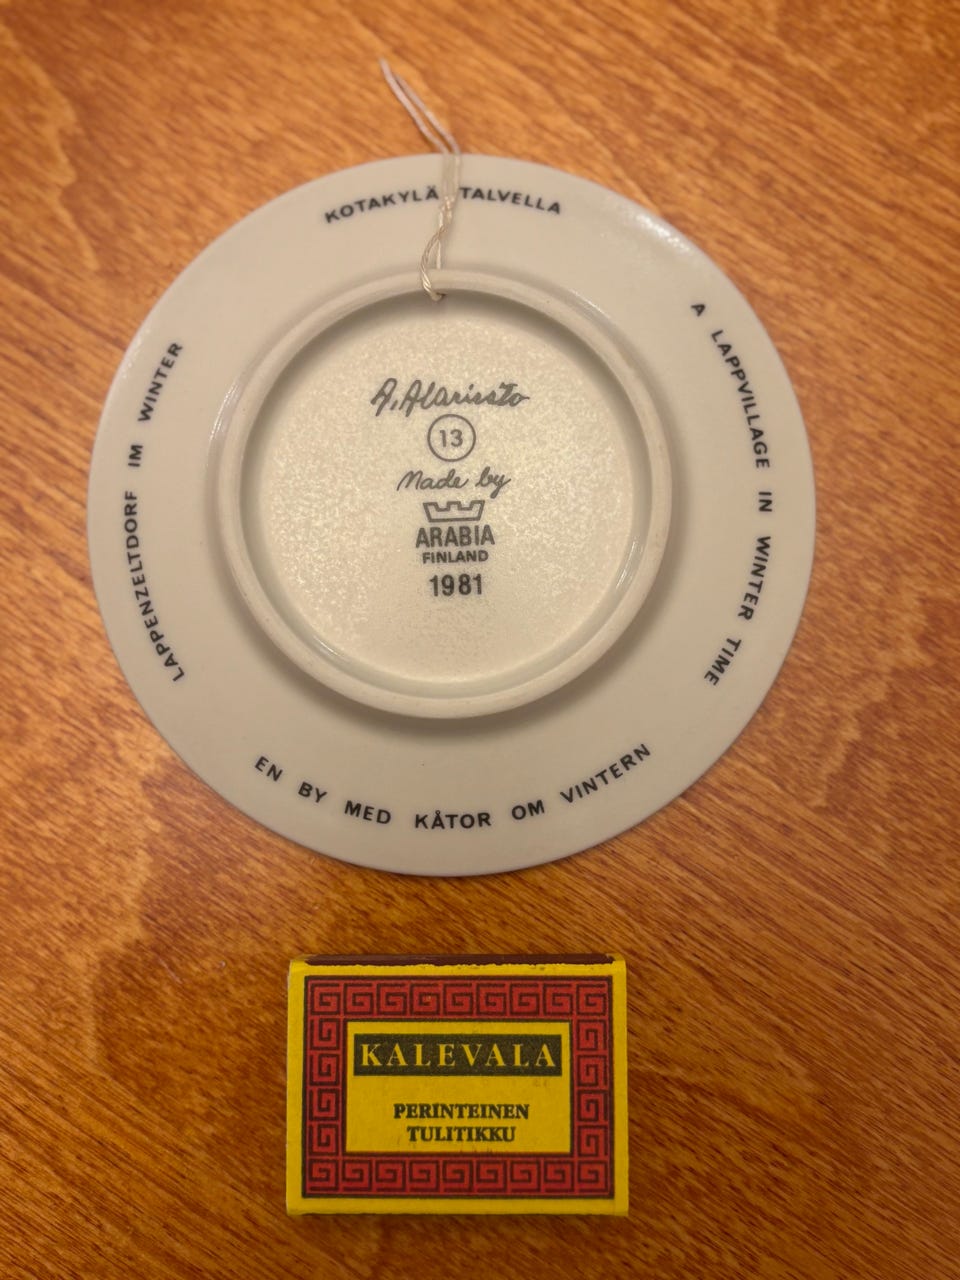 KOTAKYLÄ TALVELLA
A LAPPVILLAGE IN WINTER TIME
EN BY MED KÅTOR OM VINTERN
LAPPENZELTDORF IM WINTER
A. Alariesto
13
Made by
ARABIA
FINLAND
1981
KALEVALA
PERINTEINEN
TULITIKKU